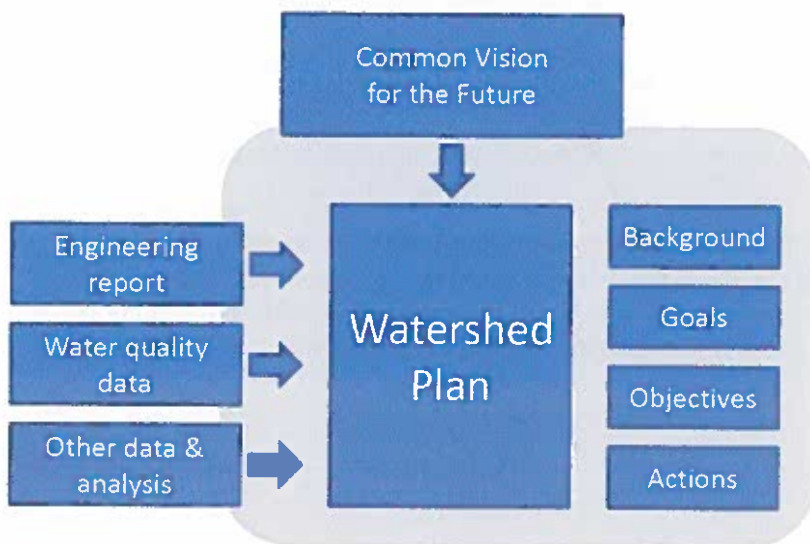 Common Vision
for the Future
Engineering
report
Water quality
data
Other data &
analysis
Watershed
Plan
Background
Goals
Objectives
Actions